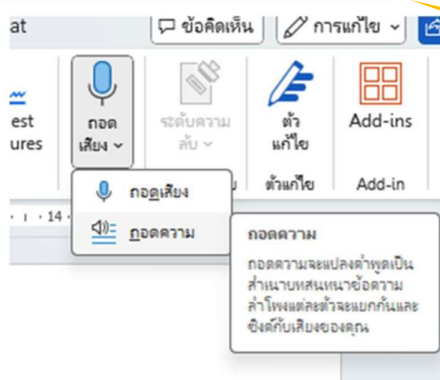 at
ข้อคิดเห็น
การแก้ไข
est
ures
ถอด
เสียง
ระดับความ
ลับ
ตัว
แก้ไข
Add-ins
ตัวแก้ไข
Add-in
14
ถอดเสียง
ถอดความ
ถอดความ
ถอดความจะแปลงคำพูดเป็น
สำเนาบทสนทนาข้อความ
ลำโพงแต่ละตัวจะแยกกันและ
ซิงค์กับเสียงของคุณ